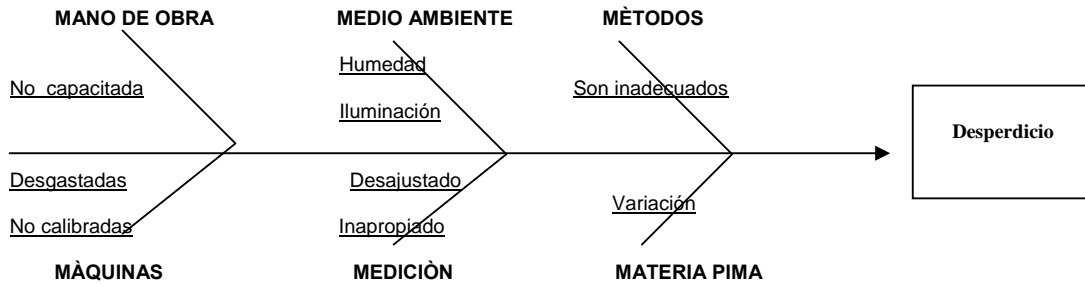 MANO DE OBRA
MEDIO AMBIENTE
MÈTODOS
Humedad
No capacitada
Son inadecuados
Iluminación
Desperdicio
Desgastadas
Desajustado
Variación
No calibradas
Inapropiado
MÀQUINAS
MEDICIÒN
MATERIA PIMA